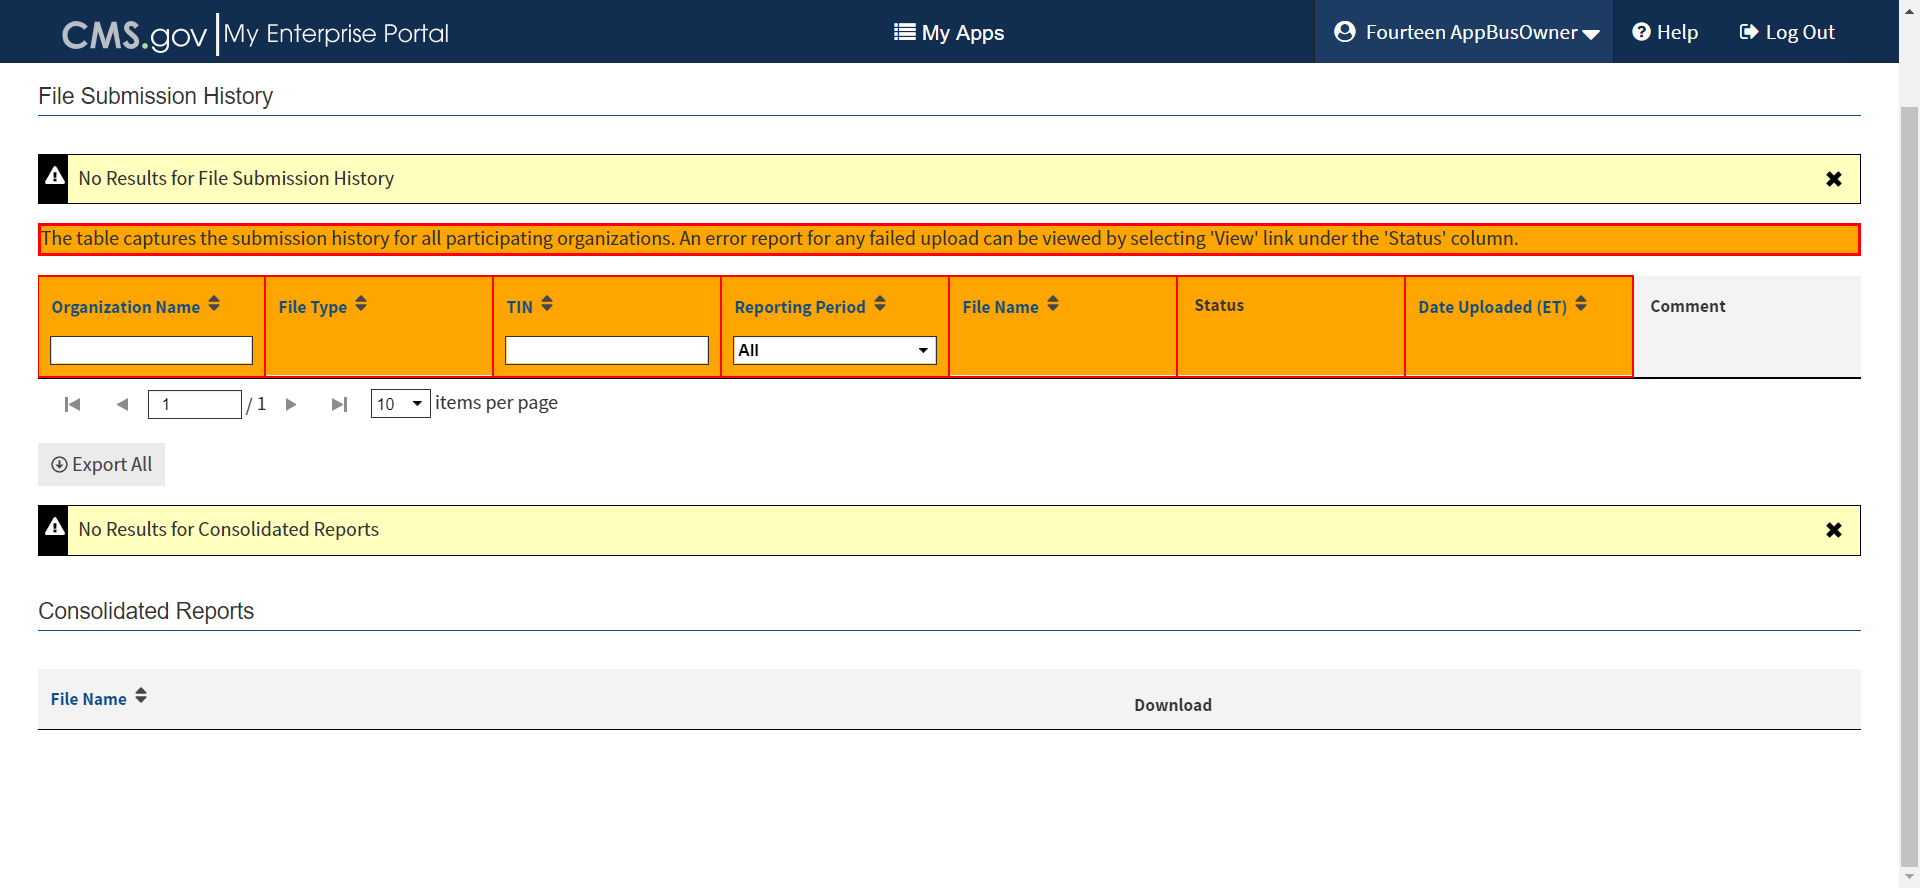 CMS.gov My Enterprise Portal
My Apps
Fourteen AppBusOwner
Help
Log Out
File Submission History
No Results for File Submission History
The table captures the submission history for all participating organizations. An error report for any failed upload can be viewed by selecting 'View' link under the 'Status' column.
Organization Name
File Type
TIN
Reporting Period
File Name
Status
Date Uploaded (ET)
Comment
All
1 / 1
10 items per page
Export All
No Results for Consolidated Reports
Consolidated Reports
File Name
Download